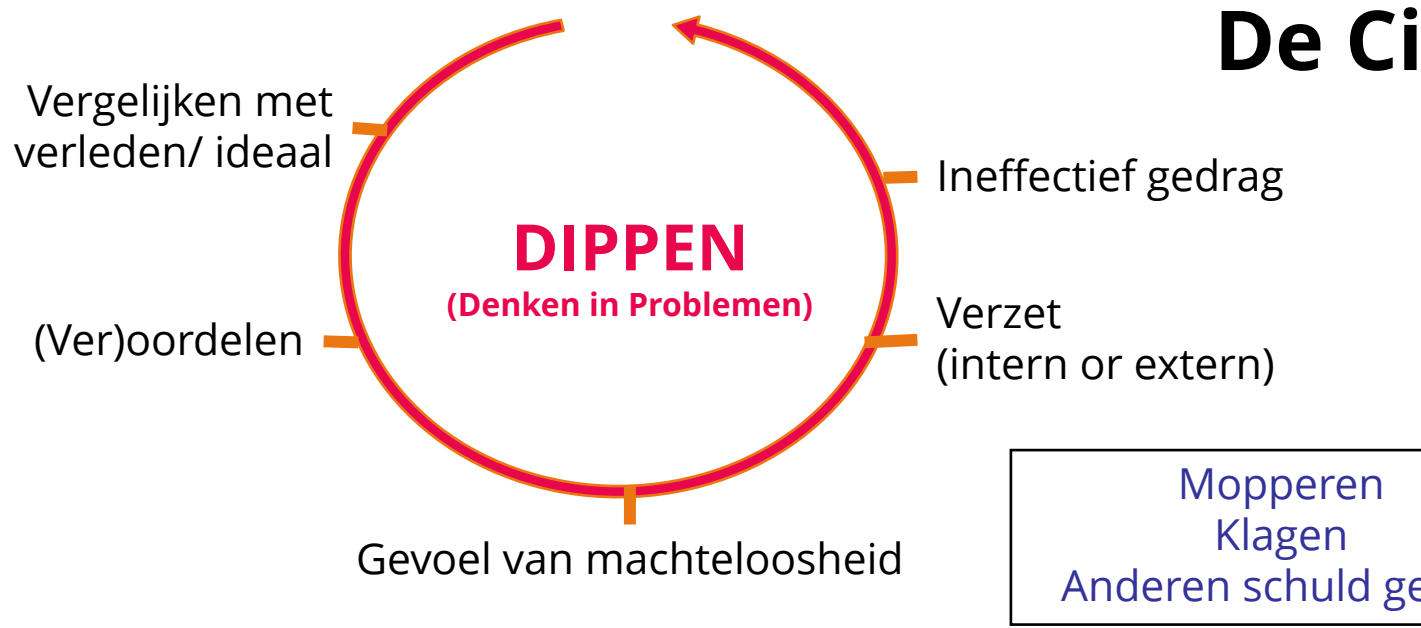 De Ci
Vergelijken met
verleden/ ideaal
Ineffectief gedrag
DIPPEN
(Denken in Problemen)
(Ver)oordelen
Verzet
(intern or extern)
Gevoel van machteloosheid
Mopperen
Klagen
Anderen schuld ge